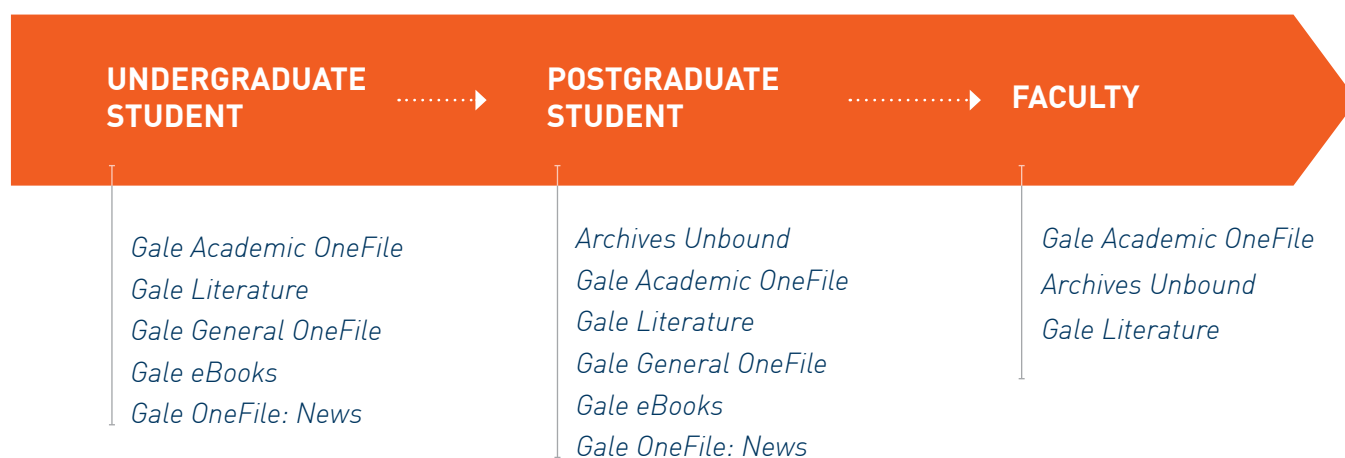 UNDERGRADUATE
STUDENT
POSTGRADUATE
STUDENT
FACULTY
Gale Academic OneFile
Gale Literature
Gale General OneFile
Gale eBooks
Gale OneFile: News
Archives Unbound
Gale Academic OneFile
Gale Literature
Gale General OneFile
Gale eBooks
Gale OneFile: News
Gale Academic OneFile
Archives Unbound
Gale Literature